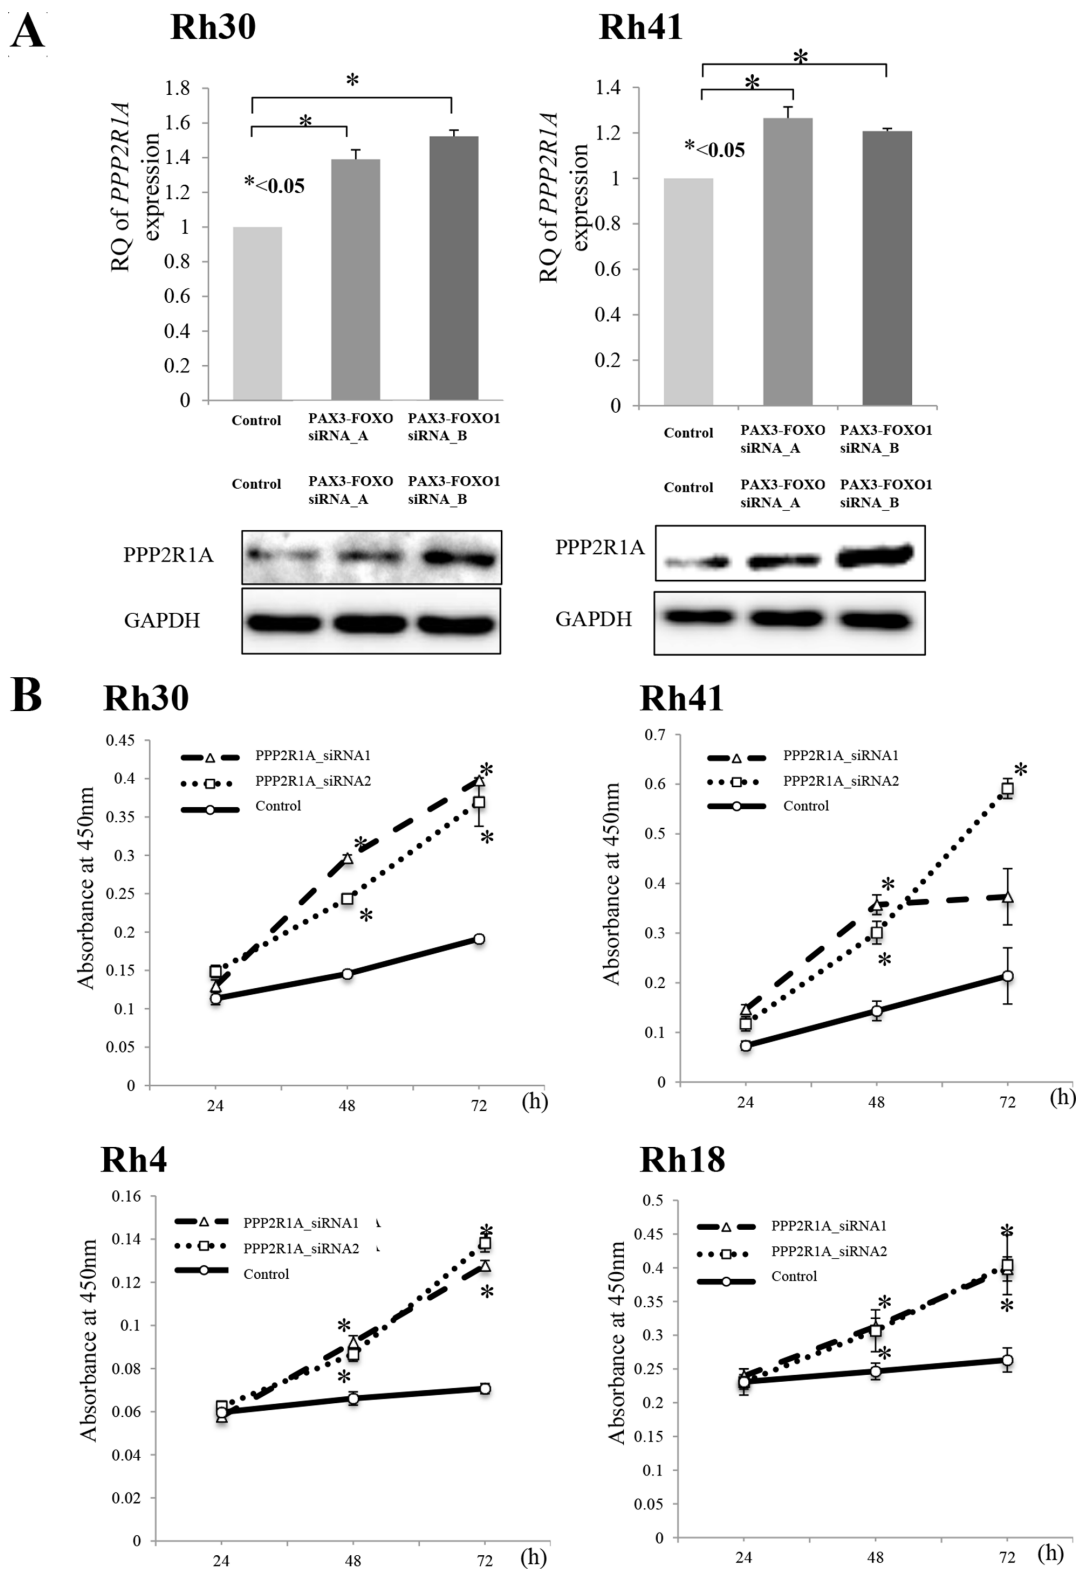 A
Rh30
Rh41
RQ of PPP2R1A
expression
1.8
1.6
1.4
1.2
1
0.8
0.6
0.4
0.2
0
*
*
*<0.05
Control
PAX3-FOXO
siRNA_A
PAX3-FOXO1
siRNA_B
RQ of PPP2R1A
expression
1.4
1.2
1
0.8
0.6
0.4
0.2
0
*
*
*<0.05
Control
PAX3-FOXO
siRNA_A
PAX3-FOXO1
siRNA_B
Control
PAX3-FOXO
siRNA_A
PAX3-FOXO1
siRNA_B
PPP2R1A
GAPDH
Control
PAX3-FOXO
siRNA_A
PAX3-FOXO1
siRNA_B
PPP2R1A
GAPDH
B
Rh30
Absorbance at 450nm
0.45
0.4
0.35
0.3
0.25
0.2
0.15
0.1
0.05
0
PPP2R1A_siRNA1
PPP2R1A_siRNA2
Control
*
*
*
*
24
48
72
(h)
Rh41
Absorbance at 450nm
0.7
0.6
0.5
0.4
0.3
0.2
0.1
0
PPP2R1A_siRNA1
PPP2R1A_siRNA2
Control
*
*
*
24
48
72
(h)
Rh4
Absorbance at 450nm
0.16
0.14
0.12
0.1
0.08
0.06
0.04
0.02
0
PPP2R1A_siRNA1
PPP2R1A_siRNA2
Control
*
*
*
*
24
48
72
(h)
Rh18
Absorbance at 450nm
0.5
0.45
0.4
0.35
0.3
0.25
0.2
0.15
0.1
0.05
0
PPP2R1A_siRNA1
PPP2R1A_siRNA2
Control
*
*
*
*
24
48
72
(h)